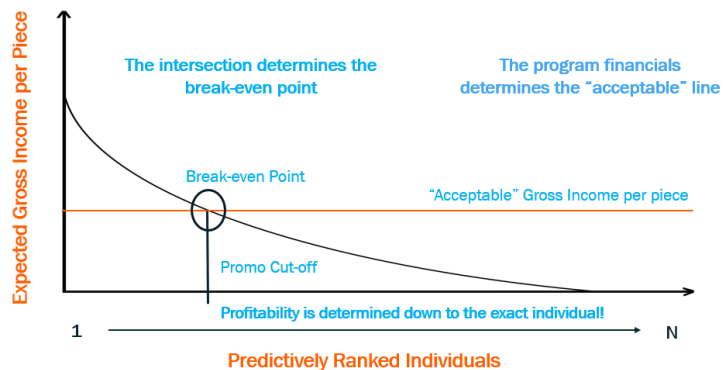 Expected Gross Income per Piece
The intersection determines the
break-even point
The program financials
determines the “acceptable” line
Break-even Point
“Acceptable” Gross Income per piece
Promo Cut-off
Profitability is determined down to the exact individual!
1
N
Predictively Ranked Individuals